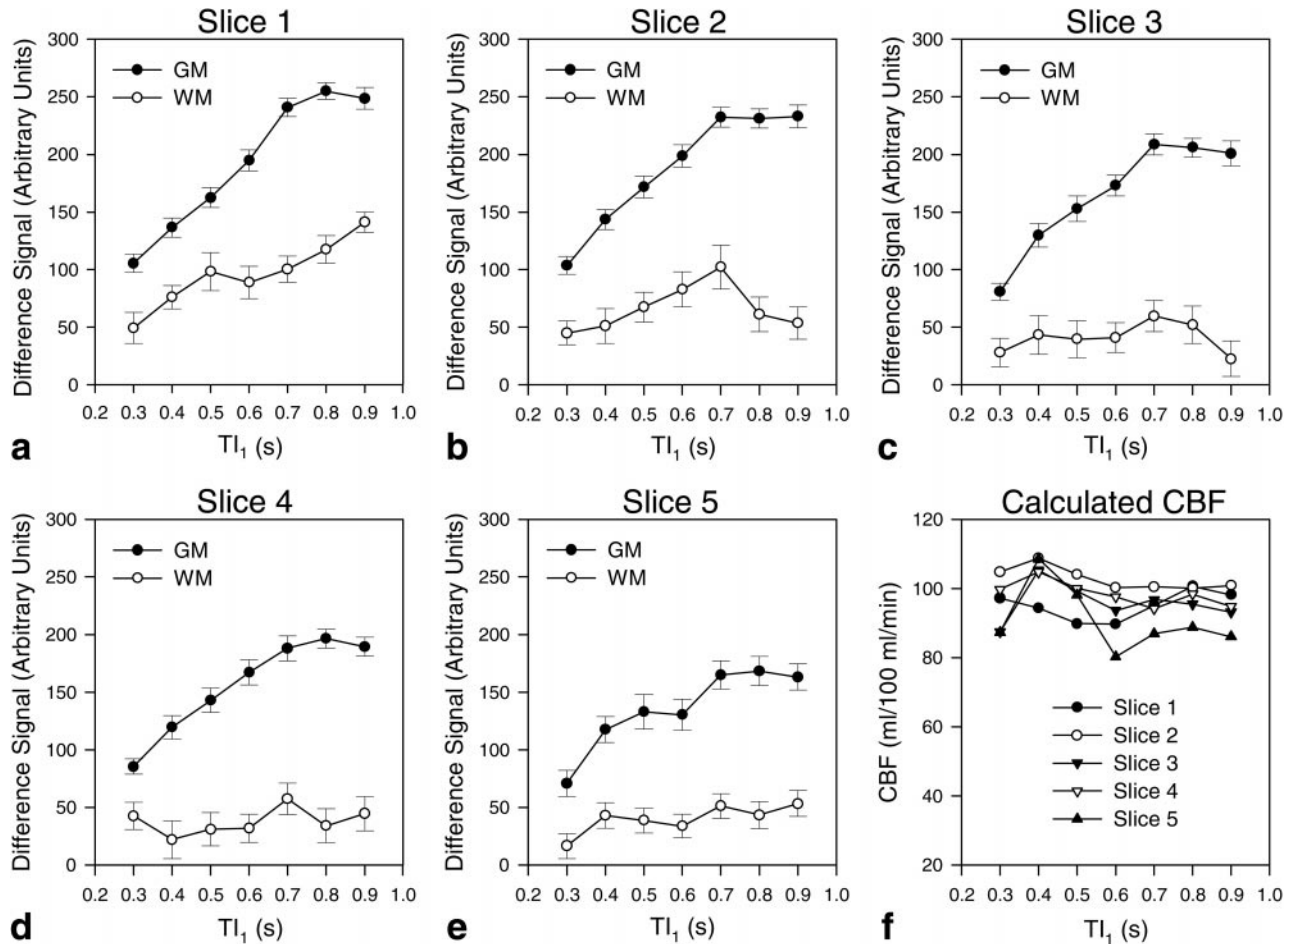 Slice 1
Difference Signal (Arbitrary Units)
300
250
200
150
100
50
0
GM
WM
0.2 0.3 0.4 0.5 0.6 0.7 0.8 0.9 1.0
TI1 (s)
a
Slice 2
Difference Signal (Arbitrary Units)
300
250
200
150
100
50
0
GM
WM
0.2 0.3 0.4 0.5 0.6 0.7 0.8 0.9 1.0
TI1 (s)
b
Slice 3
Difference Signal (Arbitrary Units)
300
250
200
150
100
50
0
GM
WM
0.2 0.3 0.4 0.5 0.6 0.7 0.8 0.9 1.0
TI1 (s)
c
Slice 4
Difference Signal (Arbitrary Units)
300
250
200
150
100
50
0
GM
WM
0.2 0.3 0.4 0.5 0.6 0.7 0.8 0.9 1.0
TI1 (s)
d
Slice 5
Difference Signal (Arbitrary Units)
300
250
200
150
100
50
0
GM
WM
0.2 0.3 0.4 0.5 0.6 0.7 0.8 0.9 1.0
TI1 (s)
e
Calculated CBF
CBF (ml/100 ml/min)
120
100
80
60
40
20
Slice 1
Slice 2
Slice 3
Slice 4
Slice 5
0.2 0.3 0.4 0.5 0.6 0.7 0.8 0.9 1.0
TI1 (s)
f